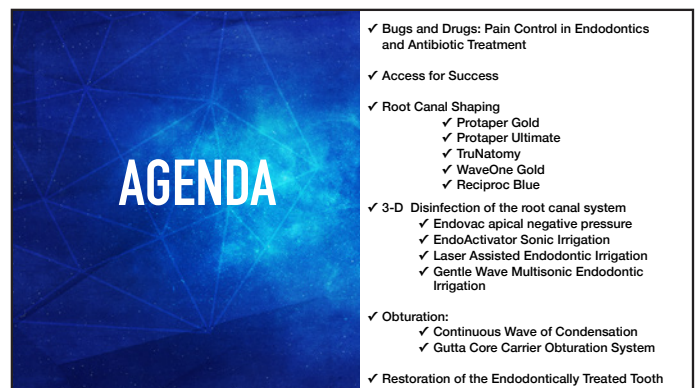 AGENDA
✓ Bugs and Drugs: Pain Control in Endodontics
and Antibiotic Treatment
✓ Access for Success
✓ Root Canal Shaping
✓ Protaper Gold
✓ Protaper Ultimate
✓ TruNatomy
✓ WaveOne Gold
✓ Reciproc Blue
✓ 3-D Disinfection of the root canal system
✓ Endovac apical negative pressure
✓ EndoActivator Sonic Irrigation
✓ Laser Assisted Endodontic Irrigation
✓ Gentle Wave Multisonic Endodontic
Irrigation
✓ Obturation:
✓ Continuous Wave of Condensation
✓ Gutta Core Carrier Obturation System
✓ Restoration of the Endodontically Treated Tooth